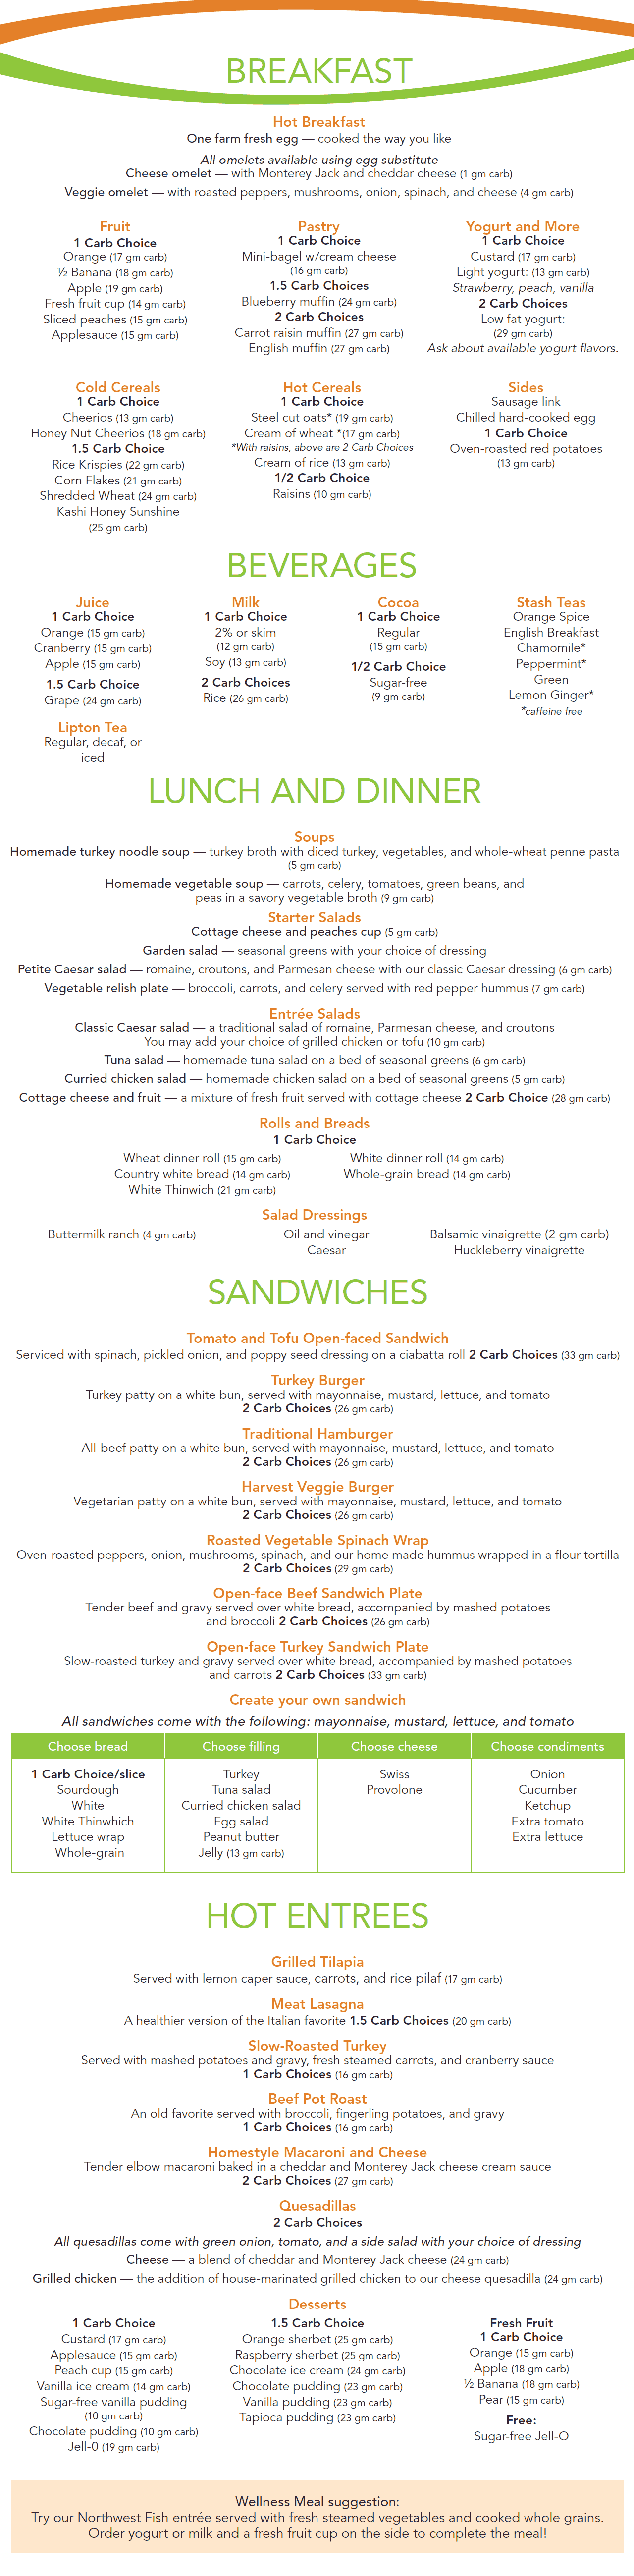 BREAKFAST
Hot Breakfast
One farm fresh egg — cooked the way you like
All omelets available using egg substitute
Cheese omelet — with Monterey Jack and cheddar cheese (1 gm carb)
Veggie omelet — with roasted peppers, mushrooms, onion, spinach, and cheese (4 gm carb)
Fruit
1 Carb Choice
Orange (17 gm carb)
½ Banana (18 gm carb)
Apple (19 gm carb)
Fresh fruit cup (14 gm carb)
Sliced peaches (15 gm carb)
Applesauce (15 gm carb)
Pastry
1 Carb Choice
Mini-bagel w/cream cheese
(16 gm carb)
1.5 Carb Choices
Blueberry muffin (24 gm carb)
2 Carb Choices
Carrot raisin muffin (27 gm carb)
English muffin (27 gm carb)
Yogurt and More
1 Carb Choice
Custard (17 gm carb)
Light yogurt: (13 gm carb)
Strawberry, peach, vanilla
2 Carb Choices
Low fat yogurt:
(29 gm carb)
Ask about available yogurt flavors.
Cold Cereals
1 Carb Choice
Cheerios (13 gm carb)
Honey Nut Cheerios (18 gm carb)
1.5 Carb Choice
Rice Krispies (22 gm carb)
Corn Flakes (21 gm carb)
Shredded Wheat (24 gm carb)
Kashi Honey Sunshine
(25 gm carb)
Hot Cereals
1 Carb Choice
Steel cut oats* (19 gm carb)
Cream of wheat *(17 gm carb)
*With raisins, above are 2 Carb Choices
Cream of rice (13 gm carb)
1/2 Carb Choice
Raisins (10 gm carb)
Sides
Sausage link
Chilled hard-cooked egg
1 Carb Choice
Oven-roasted red potatoes
(13 gm carb)
BEVERAGES
Juice
1 Carb Choice
Orange (15 gm carb)
Cranberry (15 gm carb)
Apple (15 gm carb)
1.5 Carb Choice
Grape (24 gm carb)
Lipton Tea
Regular, decaf, or
iced
Milk
1 Carb Choice
2% or skim
(12 gm carb)
Soy (13 gm carb)
2 Carb Choices
Rice (26 gm carb)
Cocoa
1 Carb Choice
Regular
(15 gm carb)
1/2 Carb Choice
Sugar-free
(9 gm carb)
Stash Teas
Orange Spice
English Breakfast
Chamomile*
Peppermint*
Green
Lemon Ginger*
*caffeine free
LUNCH AND DINNER
Soups
Homemade turkey noodle soup — turkey broth with diced turkey, vegetables, and whole-wheat penne pasta
(5 gm carb)
Homemade vegetable soup — carrots, celery, tomatoes, green beans, and
peas in a savory vegetable broth (9 gm carb)
Starter Salads
Cottage cheese and peaches cup (5 gm carb)
Garden salad — seasonal greens with your choice of dressing
Petite Caesar salad — romaine, croutons, and Parmesan cheese with our classic Caesar dressing (6 gm carb)
Vegetable relish plate — broccoli, carrots, and celery served with red pepper hummus (7 gm carb)
Entrée Salads
Classic Caesar salad — a traditional salad of romaine, Parmesan cheese, and croutons
You may add your choice of grilled chicken or tofu (10 gm carb)
Tuna salad — homemade tuna salad on a bed of seasonal greens (6 gm carb)
Curried chicken salad — homemade chicken salad on a bed of seasonal greens (5 gm carb)
Cottage cheese and fruit — a mixture of fresh fruit served with cottage cheese 2 Carb Choice (28 gm carb)
Rolls and Breads
1 Carb Choice
Wheat dinner roll (15 gm carb)
Country white bread (14 gm carb)
White Thinwich (21 gm carb)
White dinner roll (14 gm carb)
Whole-grain bread (14 gm carb)
Salad Dressings
Buttermilk ranch (4 gm carb)
Oil and vinegar
Caesar
Balsamic vinaigrette (2 gm carb)
Huckleberry vinaigrette
SANDWICHES
Tomato and Tofu Open-faced Sandwich
Serviced with spinach, pickled onion, and poppy seed dressing on a ciabatta roll 2 Carb Choices (33 gm carb)
Turkey Burger
Turkey patty on a white bun, served with mayonnaise, mustard, lettuce, and tomato
2 Carb Choices (26 gm carb)
Traditional Hamburger
All-beef patty on a white bun, served with mayonnaise, mustard, lettuce, and tomato
2 Carb Choices (26 gm carb)
Harvest Veggie Burger
Vegetarian patty on a white bun, served with mayonnaise, mustard, lettuce, and tomato
2 Carb Choices (26 gm carb)
Roasted Vegetable Spinach Wrap
Oven-roasted peppers, onion, mushrooms, spinach, and our home made hummus wrapped in a flour tortilla
2 Carb Choices (29 gm carb)
Open-face Beef Sandwich Plate
Tender beef and gravy served over white bread, accompanied by mashed potatoes
and broccoli 2 Carb Choices (26 gm carb)
Open-face Turkey Sandwich Plate
Slow-roasted turkey and gravy served over white bread, accompanied by mashed potatoes
and carrots 2 Carb Choices (33 gm carb)
Create your own sandwich
All sandwiches come with the following: mayonnaise, mustard, lettuce, and tomato
Choose bread
1 Carb Choice/slice
Sourdough
White
White Thinwhich
Lettuce wrap
Whole-grain
Choose filling
Turkey
Tuna salad
Curried chicken salad
Egg salad
Peanut butter
Jelly (13 gm carb)
Choose cheese
Swiss
Provolone
Choose condiments
Onion
Cucumber
Ketchup
Extra tomato
Extra lettuce
HOT ENTREES
Grilled Tilapia
Served with lemon caper sauce, carrots, and rice pilaf (17 gm carb)
Meat Lasagna
A healthier version of the Italian favorite 1.5 Carb Choices (20 gm carb)
Slow-Roasted Turkey
Served with mashed potatoes and gravy, fresh steamed carrots, and cranberry sauce
1 Carb Choices (16 gm carb)
Beef Pot Roast
An old favorite served with broccoli, fingerling potatoes, and gravy
1 Carb Choices (16 gm carb)
Homestyle Macaroni and Cheese
Tender elbow macaroni baked in a cheddar and Monterey Jack cheese cream sauce
2 Carb Choices (27 gm carb)
Quesadillas
2 Carb Choices
All quesadillas come with green onion, tomato, and a side salad with your choice of dressing
Cheese — a blend of cheddar and Monterey Jack cheese (24 gm carb)
Grilled chicken — the addition of house-marinated grilled chicken to our cheese quesadilla (24 gm carb)
Desserts
1 Carb Choice
Custard (17 gm carb)
Applesauce (15 gm carb)
Peach cup (15 gm carb)
Vanilla ice cream (14 gm carb)
Sugar-free vanilla pudding
(10 gm carb)
Chocolate pudding (10 gm carb)
Jell-0 (19 gm carb)
1.5 Carb Choice
Orange sherbet (25 gm carb)
Raspberry sherbet (25 gm carb)
Chocolate ice cream (24 gm carb)
Chocolate pudding (23 gm carb)
Vanilla pudding (23 gm carb)
Tapioca pudding (23 gm carb)
Fresh Fruit
1 Carb Choice
Orange (15 gm carb)
Apple (18 gm carb)
½ Banana (18 gm carb)
Pear (15 gm carb)
Free:
Sugar-free Jell-O
Wellness Meal suggestion:
Try our Northwest Fish entrée served with fresh steamed vegetables and cooked whole grains.
Order yogurt or milk and a fresh fruit cup on the side to complete the meal!